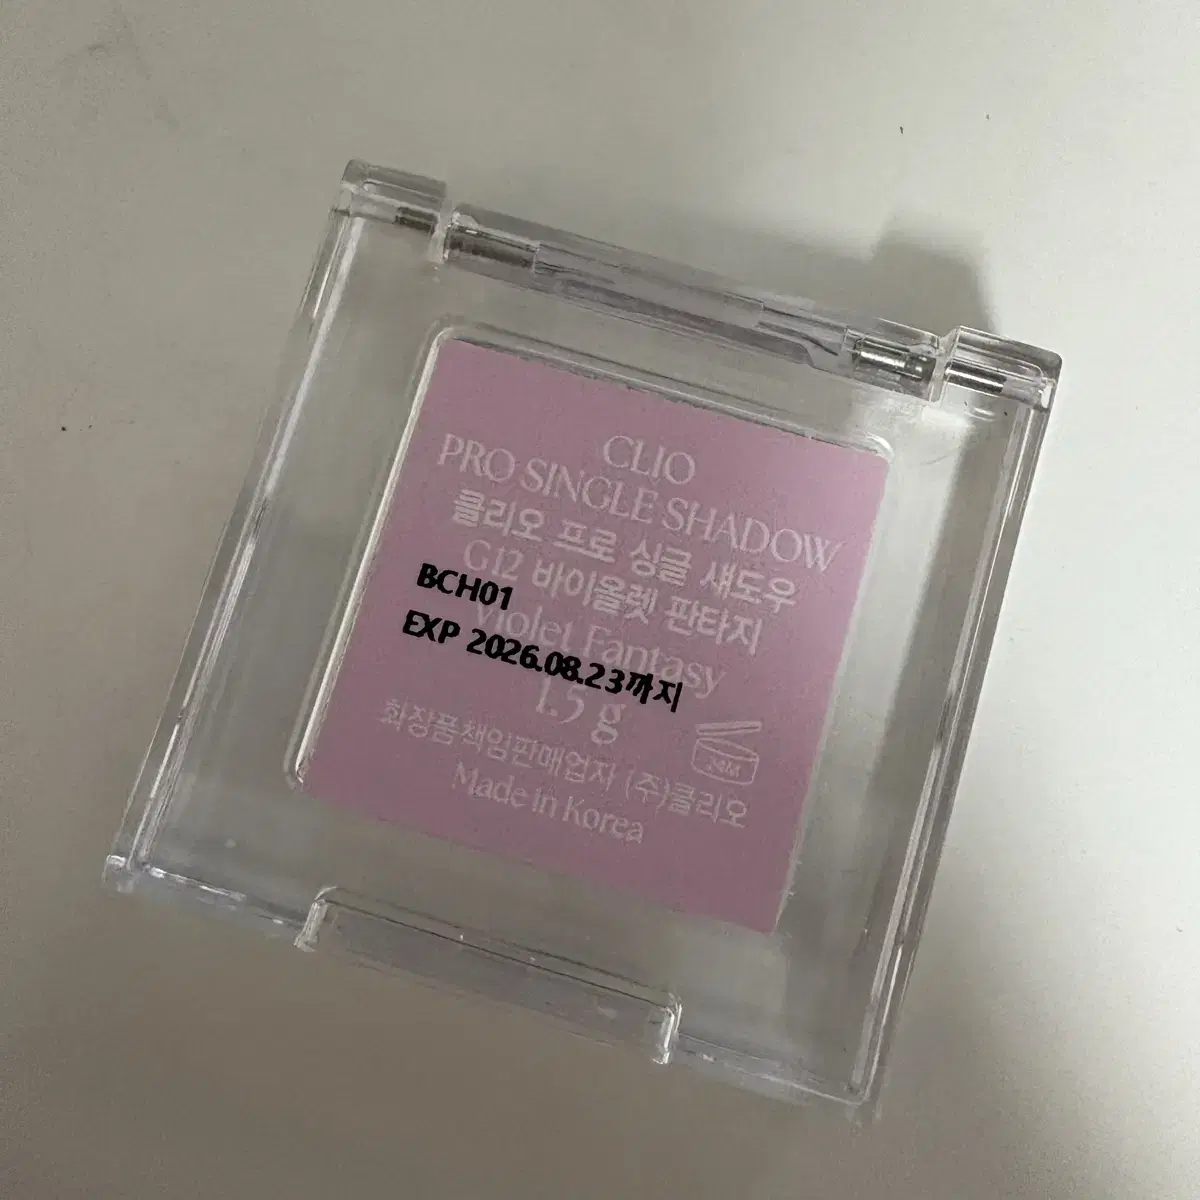 CLIO
PRO SINGLE SHADOW
클리오 프로 싱글 섀도우
G12 바이올렛 판타지
BCH01
Violet Fantasy
EXP 2026.08.23까지
1.5 g
24M
화장품책임판매업자 (주)클리오
Made in Korea